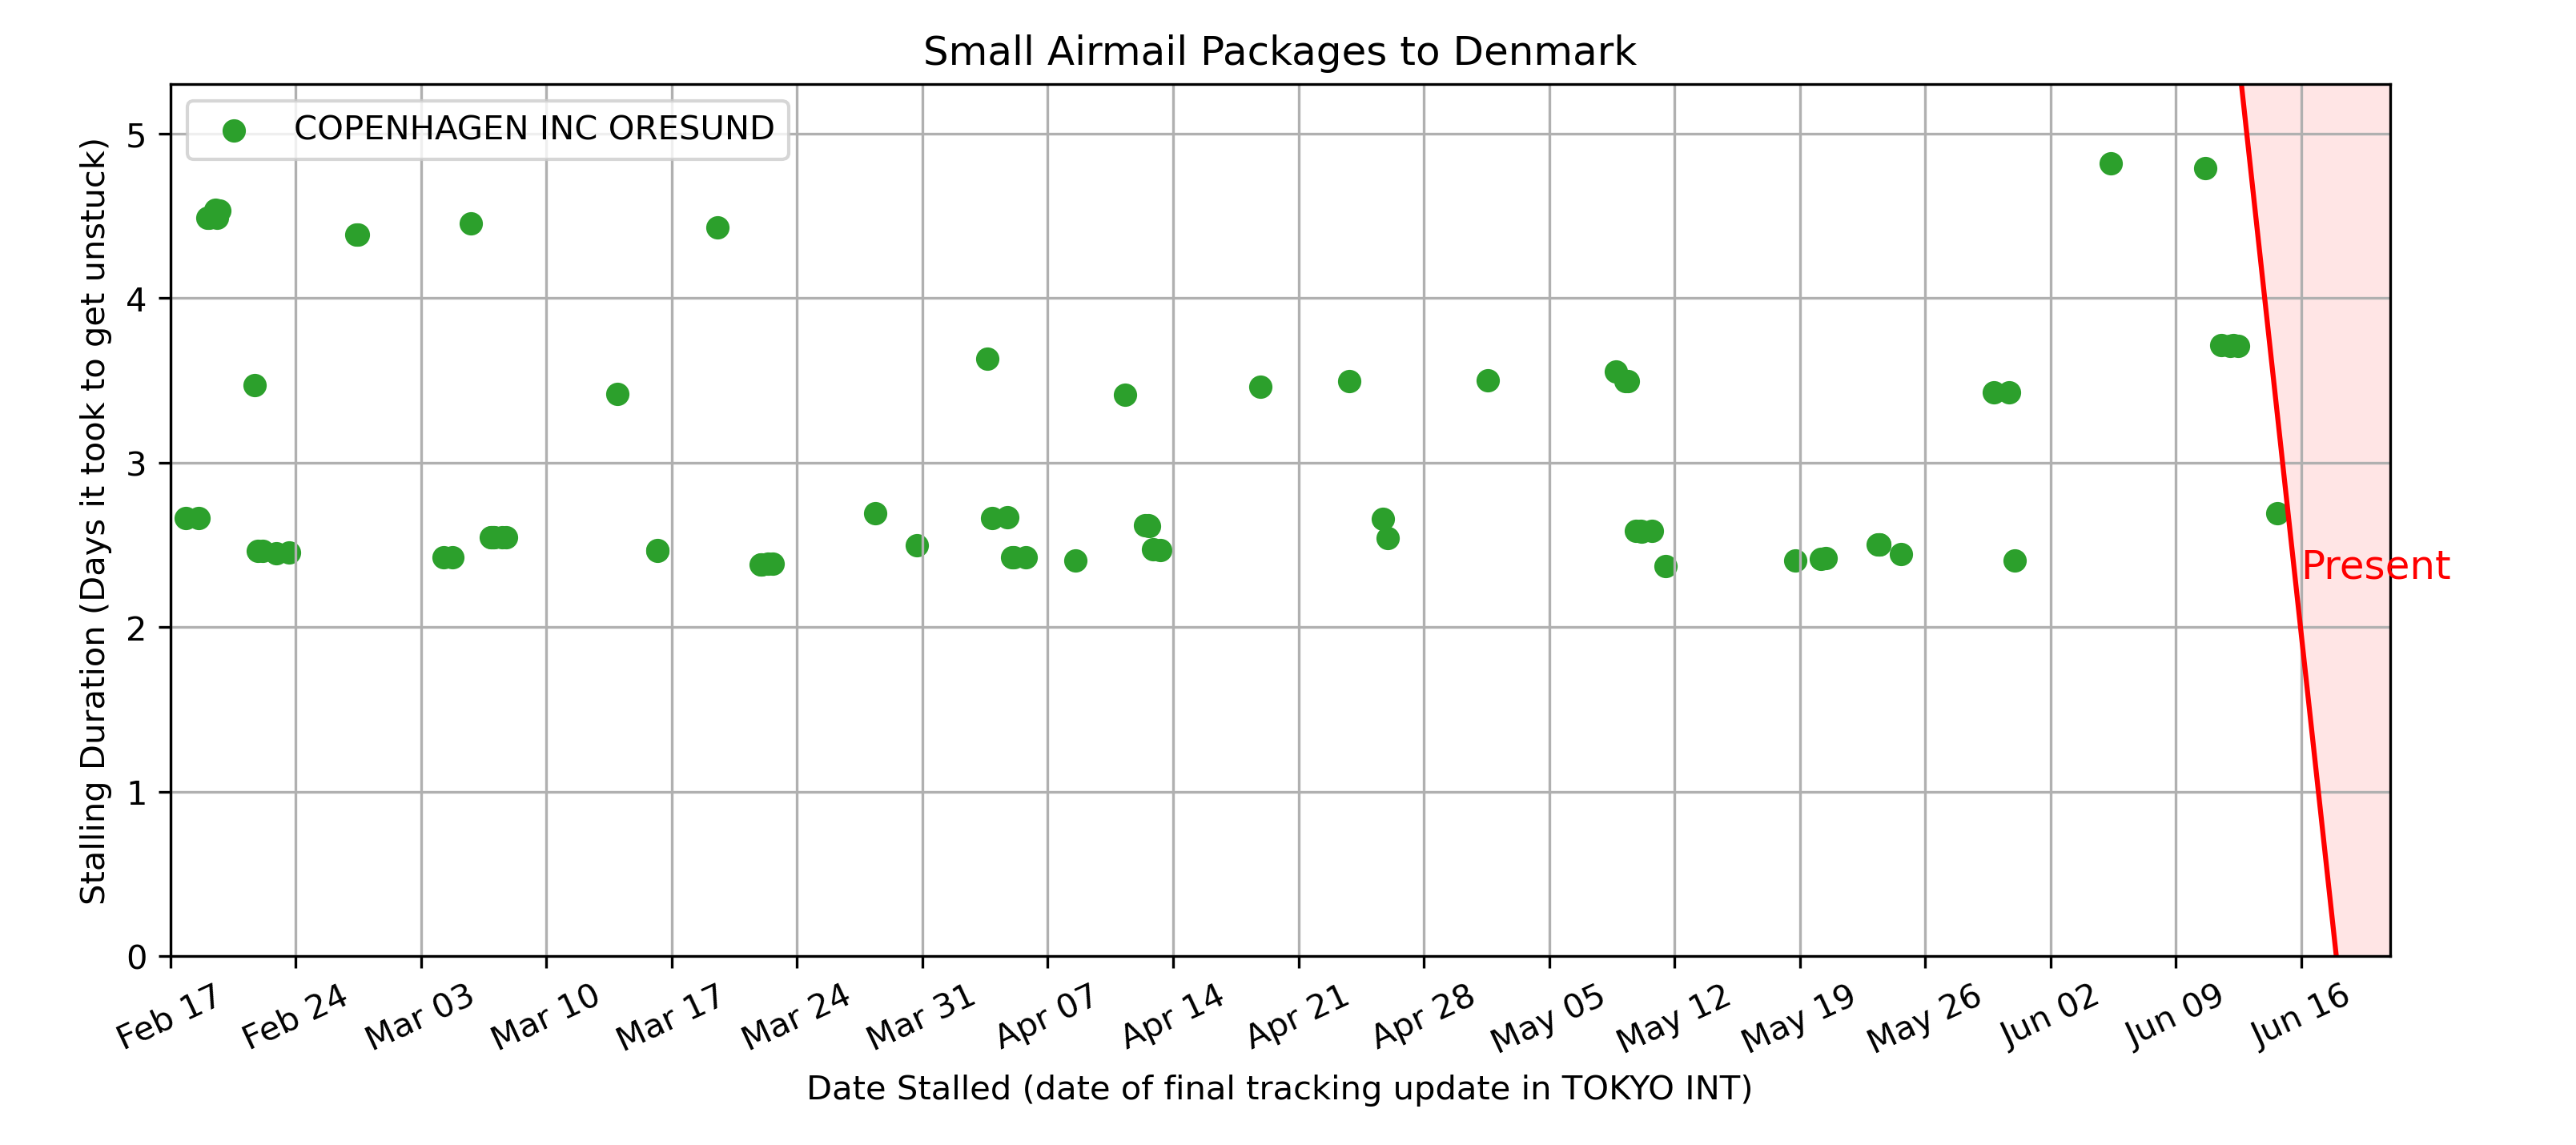 Small Airmail Packages to Denmark
COPENHAGEN INC ORESUND
Stalling Duration (Days it took to get unstuck)
5
4
3
2
1
0
Present
Feb 17
Feb 24
Mar 03
Mar 10
Mar 17
Mar 24
Mar 31
Apr 07
Apr 14
Apr 21
Apr 28
May 05
May 12
May 19
May 26
Jun 02
Jun 09
Jun 16
Date Stalled (date of final tracking update in TOKYO INT)